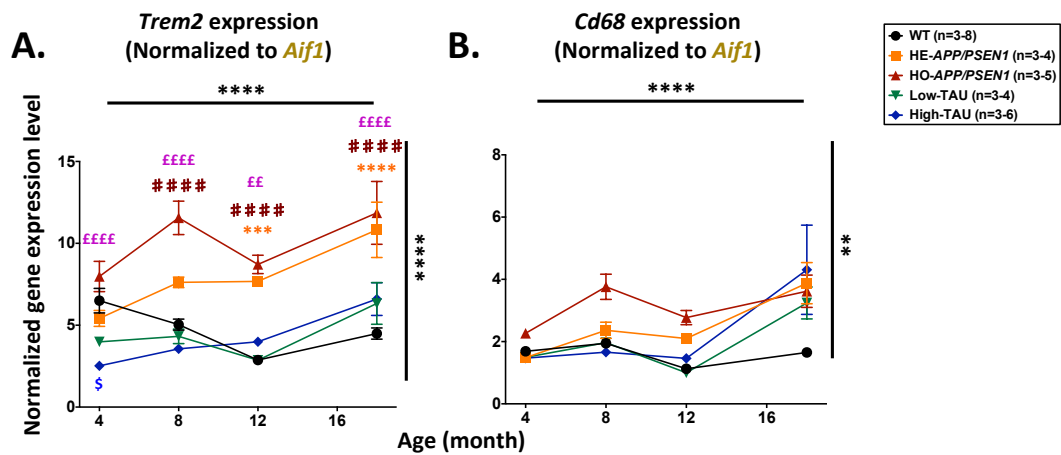 A.
Trem2 expression
(Normalized to Aif1)
****
££££
####
****
££££
####
££
####
***
££££
$
****
15
10
5
0
4
8
12
16
Normalized gene expression level
B.
Cd68 expression
(Normalized to Aif1)
****
**
8
6
4
2
0
4
8
12
16
Age (month)
WT (n=3-8)
HE-APP/PSEN1 (n=3-4)
HO-APP/PSEN1 (n=3-5)
Low-TAU (n=3-4)
High-TAU (n=3-6)